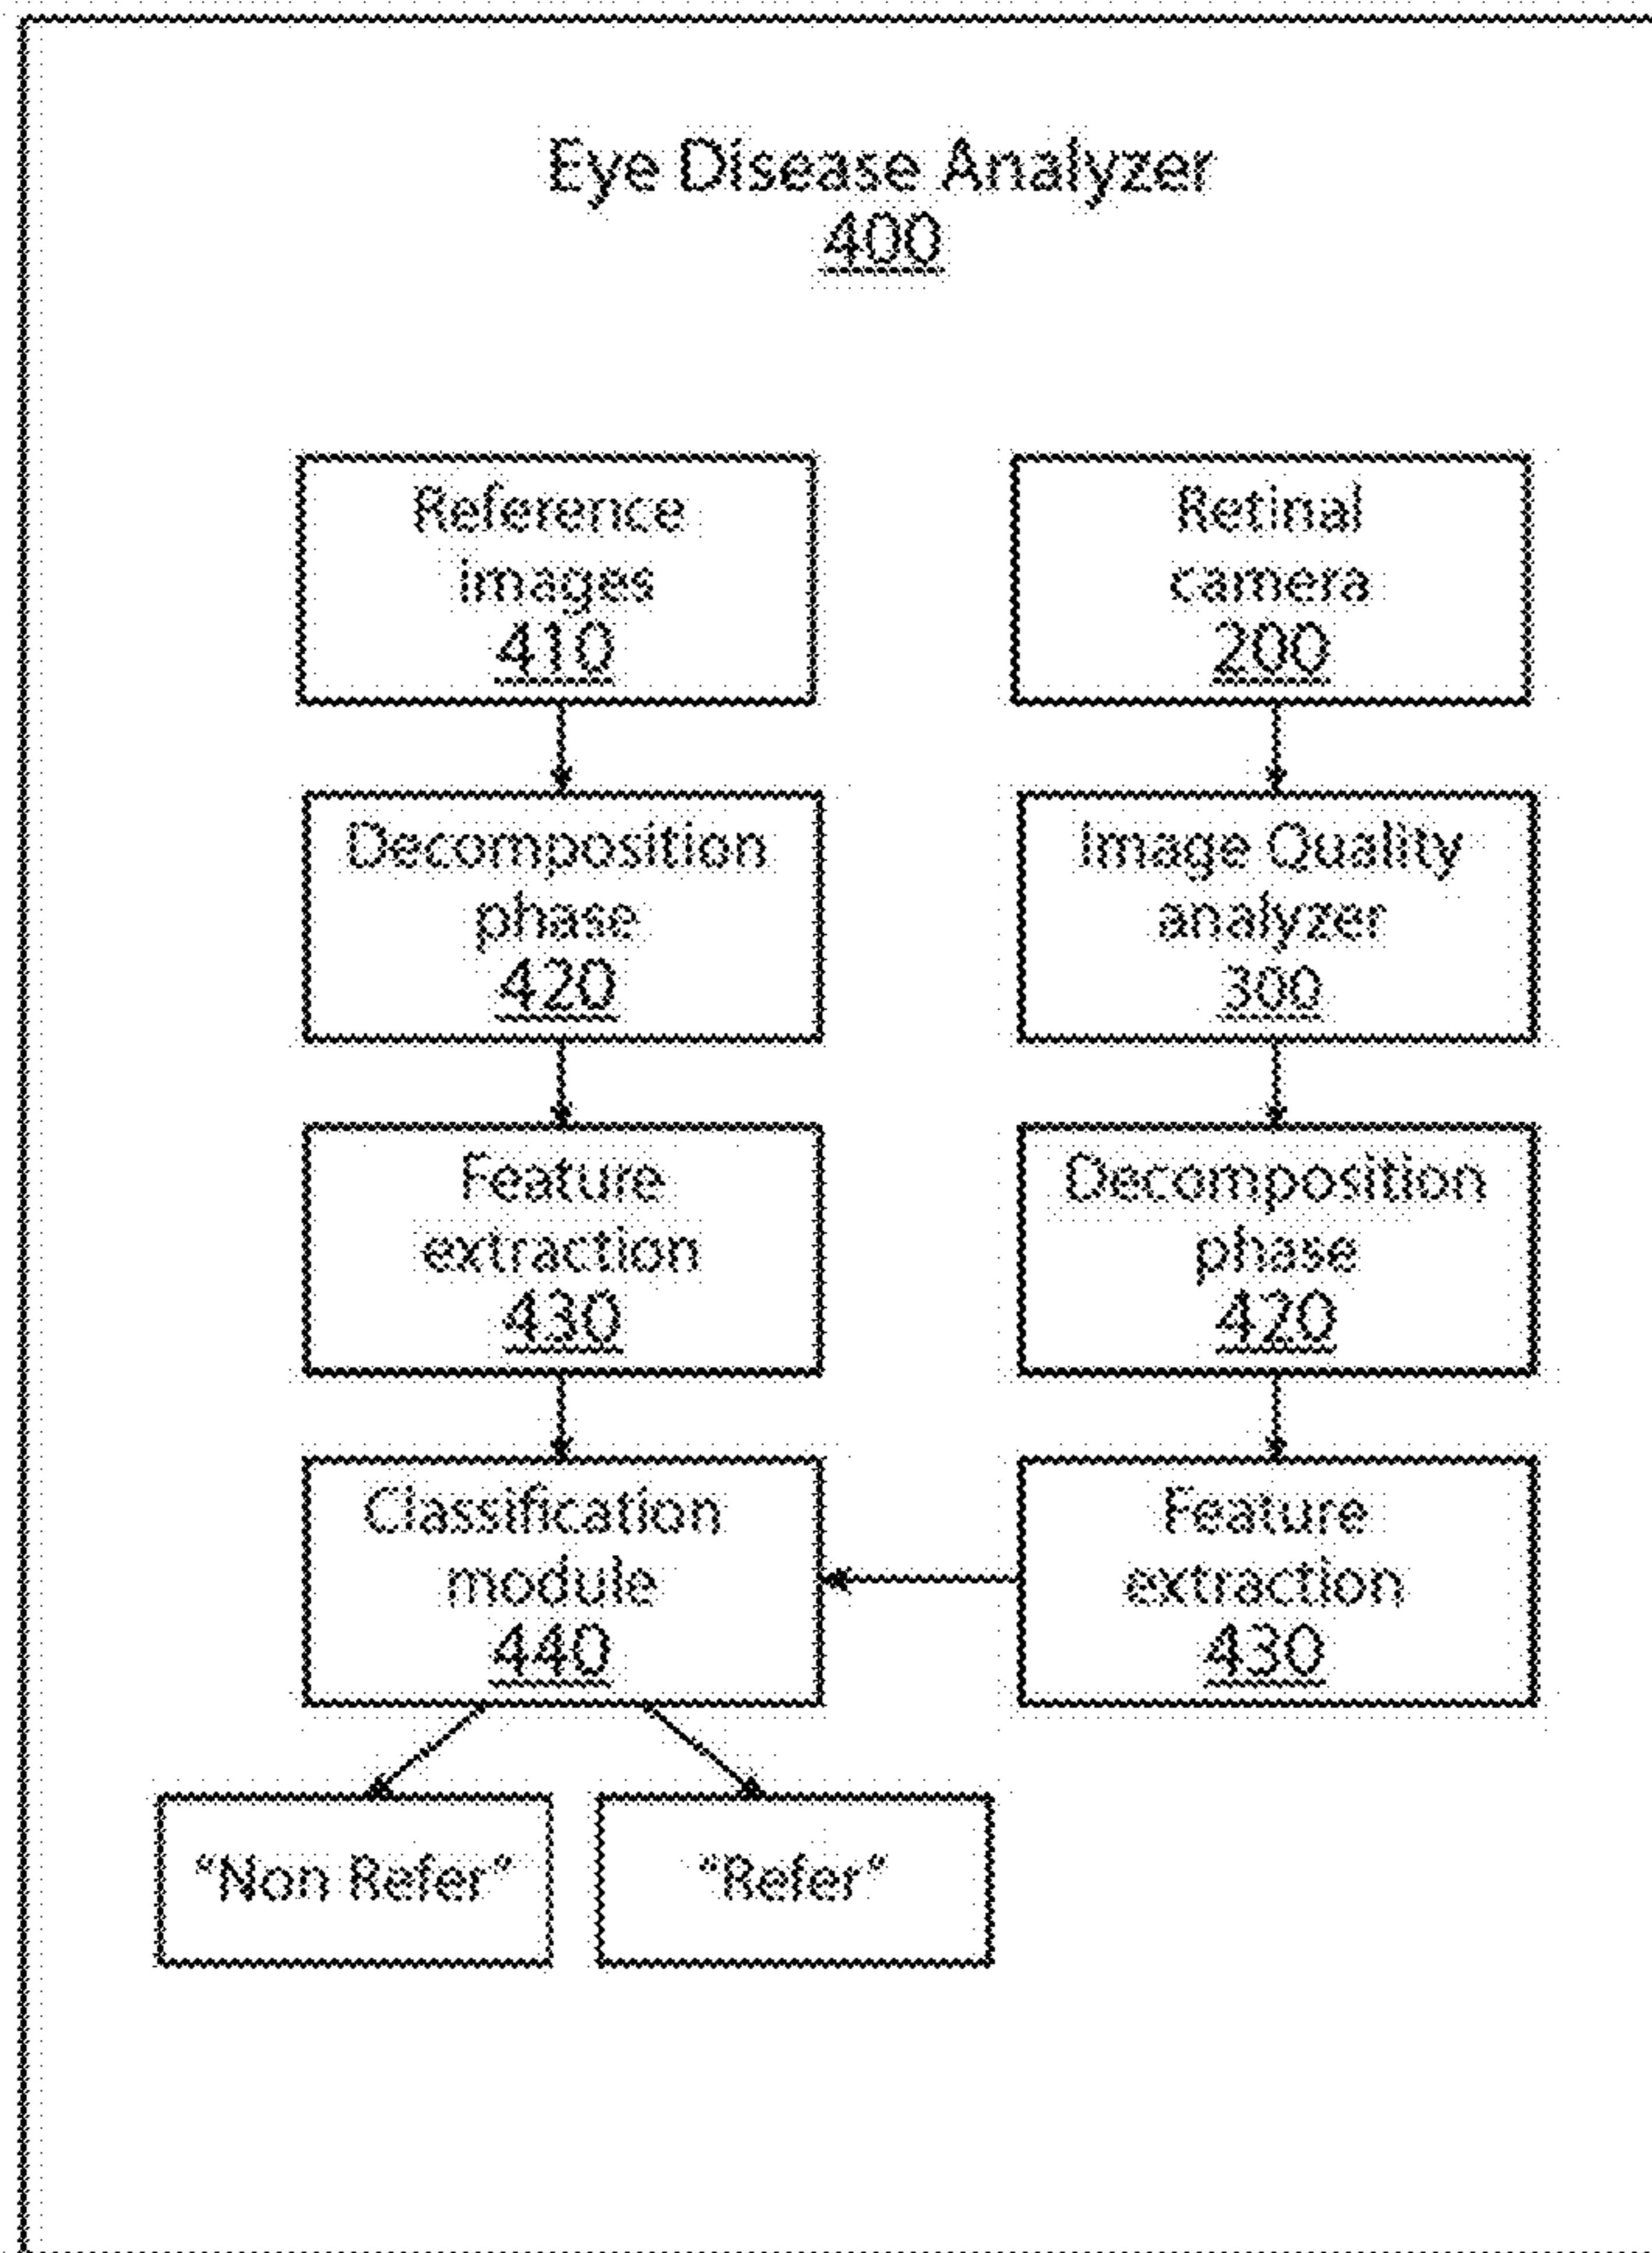 Eye Disease Analyzer
400
Reference
images
410
Retinal
camera
200
Decomposition
phase
420
Image Quality
analyzer
300
Feature
extraction
430
Decomposition
phase
420
Classification
module
440
Feature
extraction
430
“Non Refer”
“Refer”